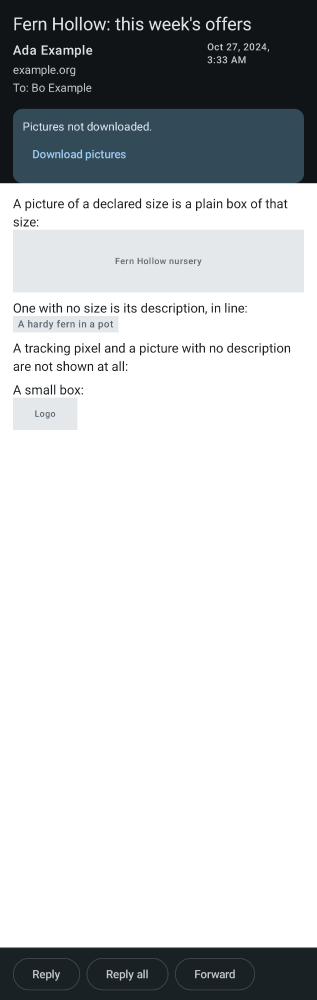 Fern Hollow: this week's offers
Ada Example
Oct 27, 2024,
3:33 AM
example.org
To: Bo Example
Pictures not downloaded.
Download pictures
A picture of a declared size is a plain box of that
size:
Fern Hollow nursery
One with no size is its description, in line:
A hardy fern in a pot
A tracking pixel and a picture with no description
are not shown at all:
A small box:
Logo
Reply
Reply all
Forward